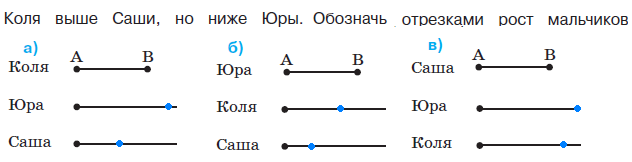 Коля выше Саши, но ниже Юры. Обозначь отрезками рост мальчиков
а) б) в)
A B A B A B
Коля Юра Саша
Юра Коля Юра
Саша Саша Коля